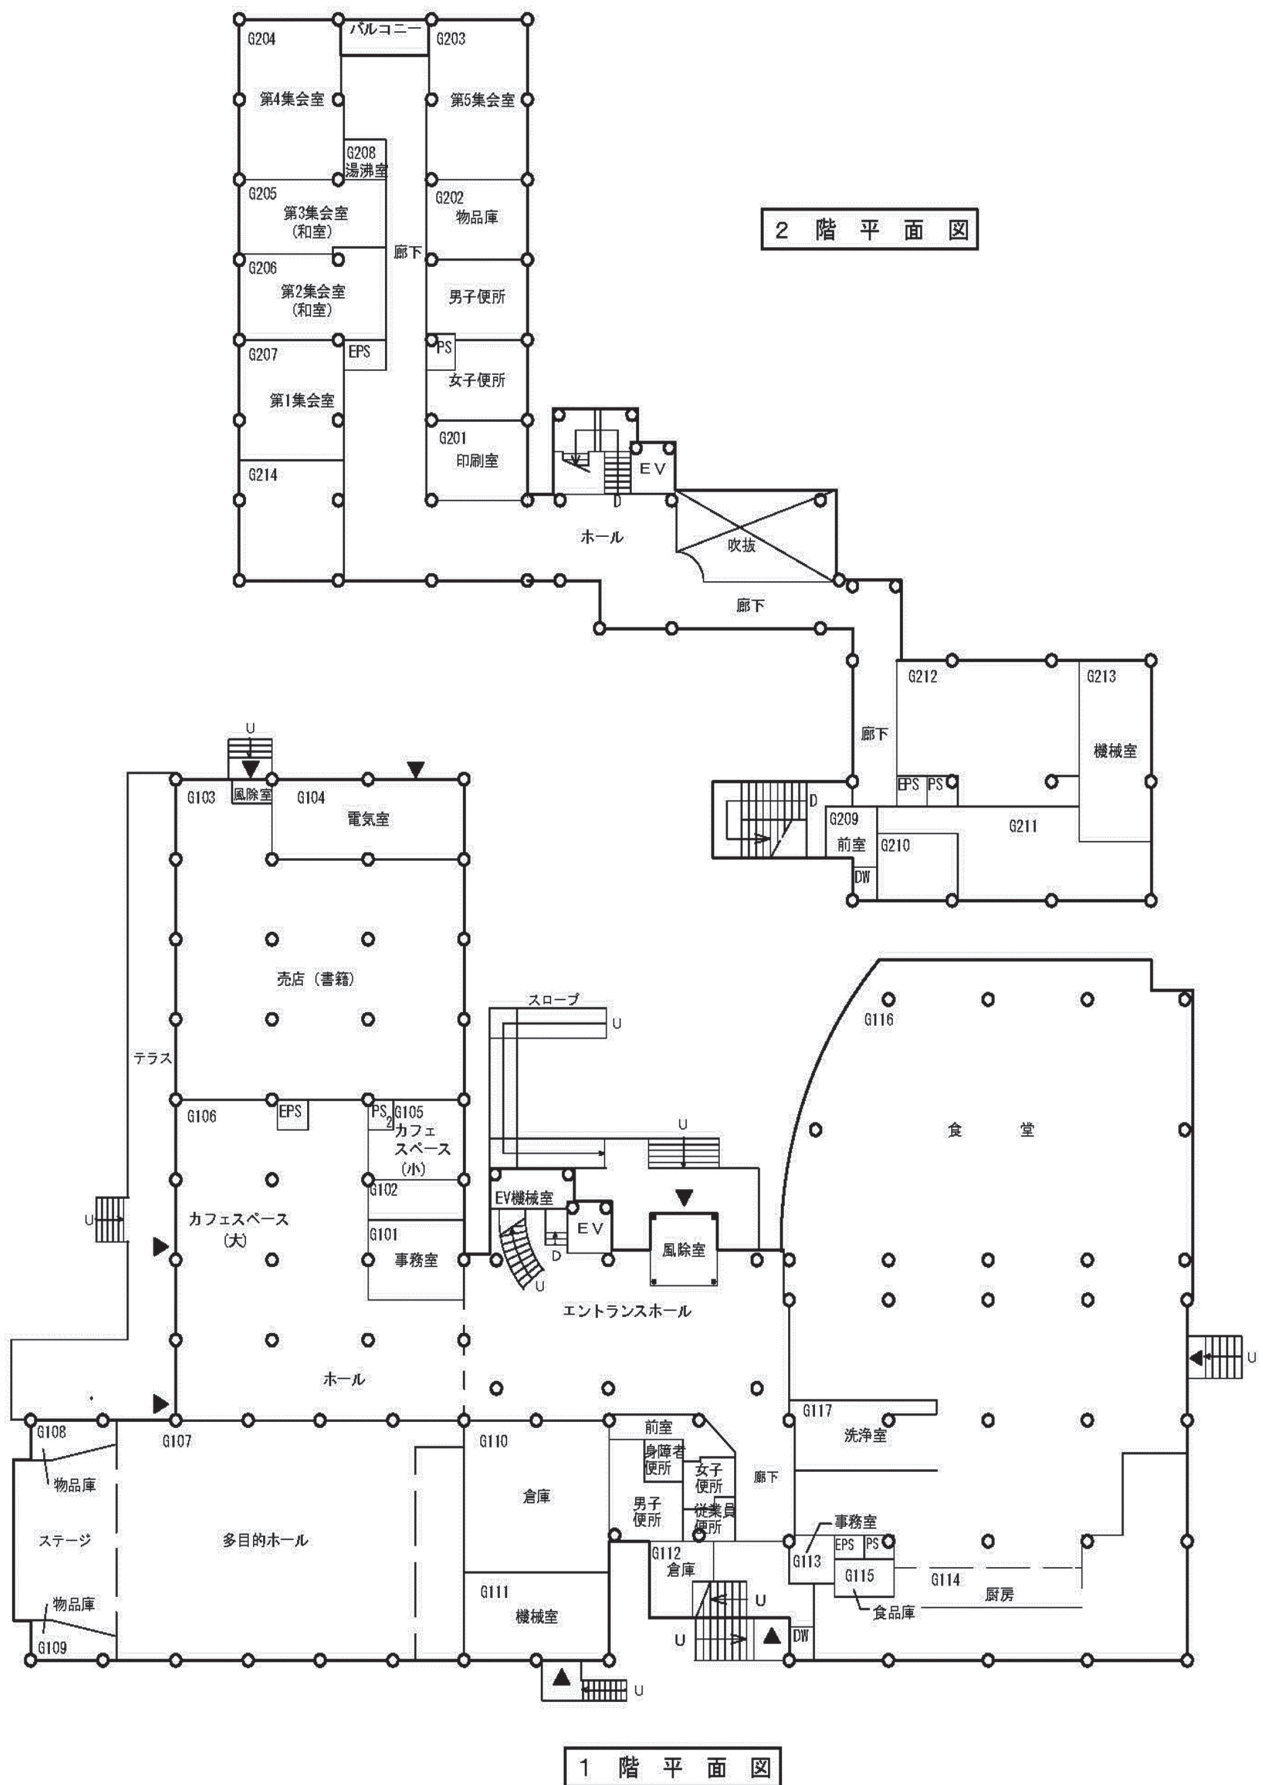 バルコニー
G204
G203
第4集会室
第5集会室
G208
湯沸室
G205
第3集会室
(和室)
G202
物品庫
2 階 平 面 図
廊下
G206
第2集会室
(和室)
男子便所
G207
EPS
PS
女子便所
第1集会室
G201
印刷室
G214
EV
D
ホール
吹抜
廊下
G212
G213
廊下
機械室
EPS
PS
D
G209
前室
G211
G210
DW
U
G103
風除室
G104
電気室
売店(書籍)
スロープ
U
G116
テラス
G106
EPS
PS
2
G105
カフェ
スペース
(小)
U
食 堂
G102
EV機械室
カフェスペース
(大)
U
G101
事務室
EV
D
U
風除室
エントランスホール
U
ホール
G108
G107
G110
前室
G117
洗浄室
身障者
便所
女子
便所
廊下
物品庫
倉庫
男子
便所
従業員
便所
ステージ
多目的ホール
事務室
G112
倉庫
G113
EPS
PS
G115
G114
厨房
G111
機械室
物品庫
U
食品庫
G109
U
DW
U
1 階 平 面 図